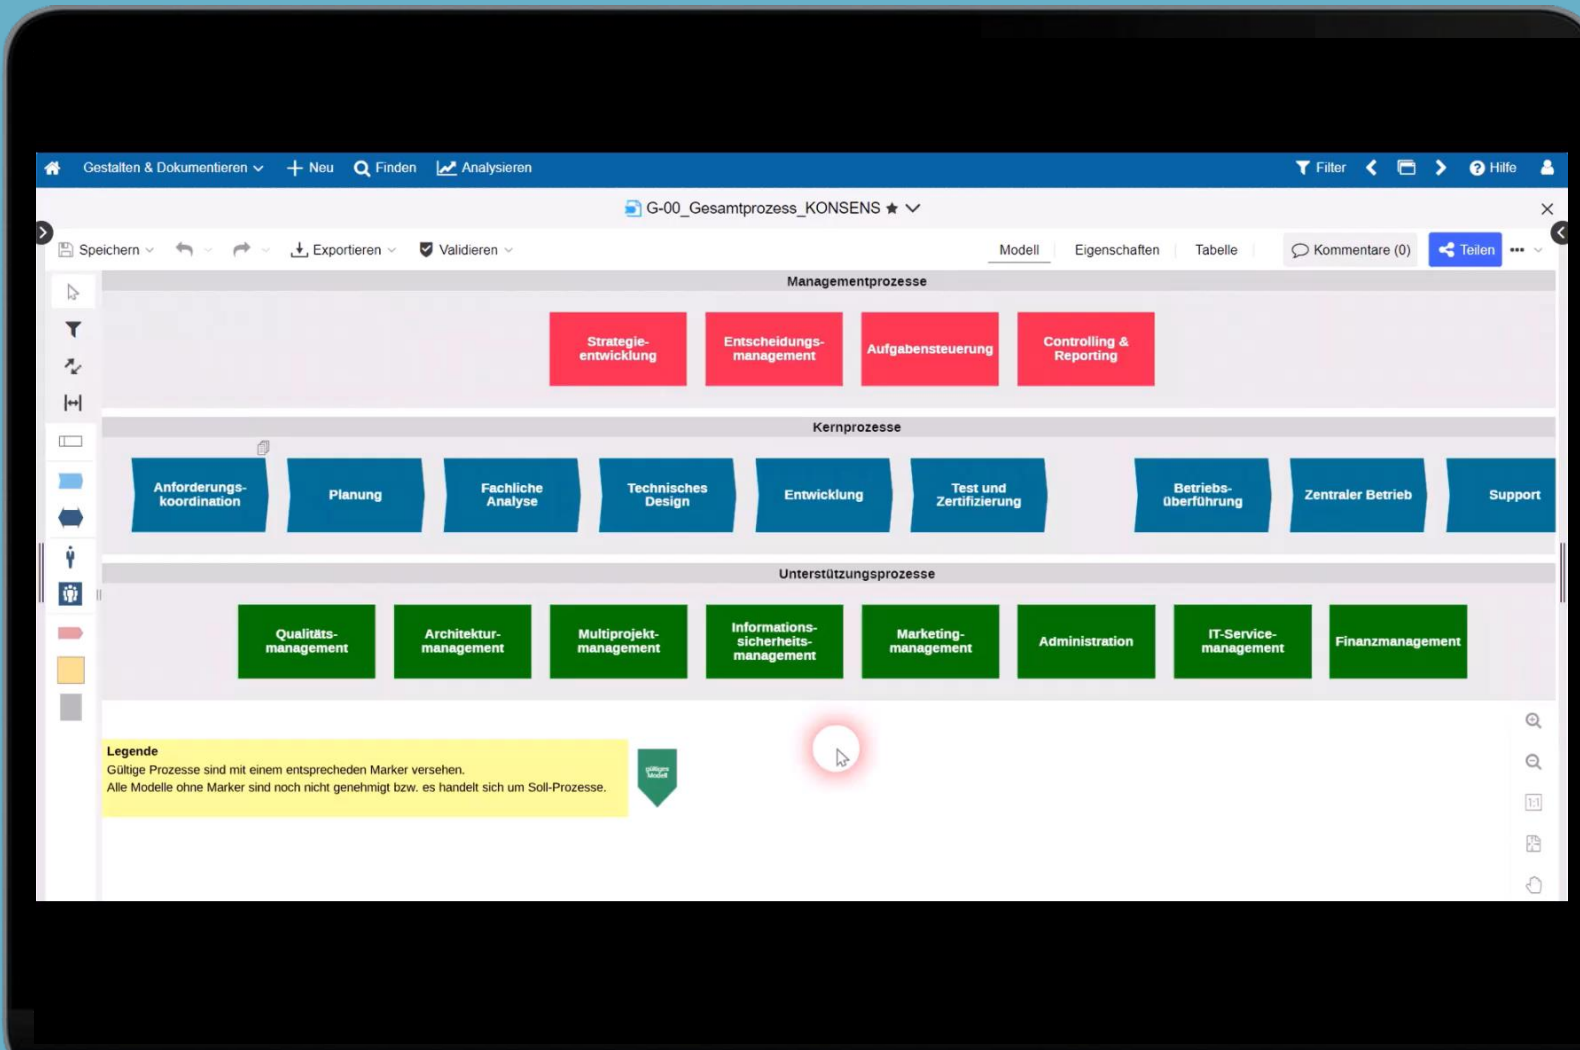 Gestalten & Dokumentieren Neu Finden Analysieren Filter Hilfe
G-00_Gesamtprozess_KONSENS
Speichern Exportieren Validieren Modell Eigenschaften Tabelle Kommentare (0) Teilen
Managementprozesse
Strategie-
entwicklung
Entscheidungs-
management
Aufgabensteuerung
Controlling &
Reporting
Kernprozesse
Anforderungs-
koordination
Planung
Fachliche
Analyse
Technisches
Design
Entwicklung
Test und
Zertifizierung
Betriebs-
überführung
Zentraler Betrieb
Support
Unterstützungsprozesse
Qualitäts-
management
Architektur-
management
Multiprojekt-
management
Informations-
sicherheits-
management
Marketing-
management
Administration
IT-Service-
management
Finanzmanagement
Legende
Gültige Prozesse sind mit einem entsprecheden Marker versehen.
Alle Modelle ohne Marker sind noch nicht genehmigt bzw. es handelt sich um Soll-Prozesse.
gültiges
Modell
1:1